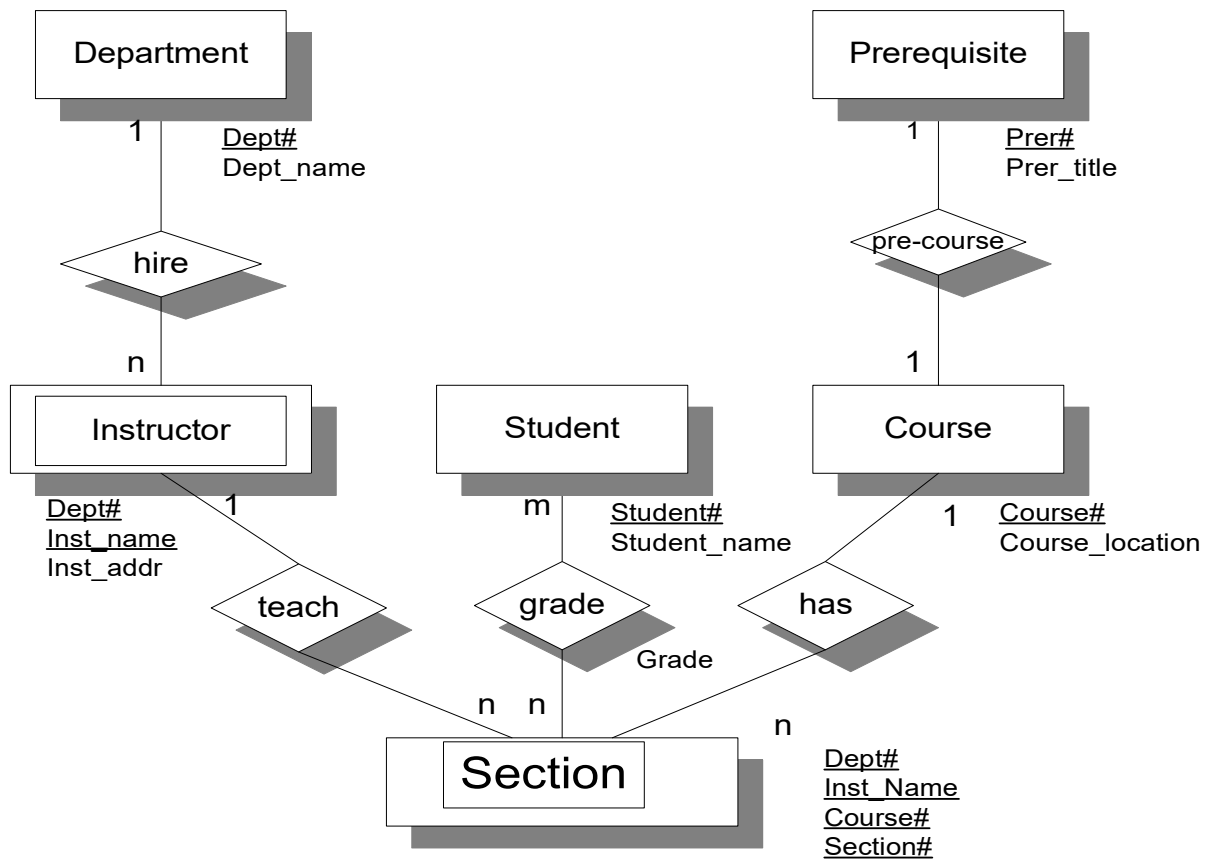 Department
Prerequisite
1
Dept#
Dept_name
1
Prer#
Prer_title
hire
pre-course
n
1
Instructor
Student
Course
Dept#
Inst_name
Inst_addr
1
m
Student#
Student_name
1
Course#
Course_location
teach
grade
has
Grade
n
n
n
Section
Dept#
Inst_Name
Course#
Section#